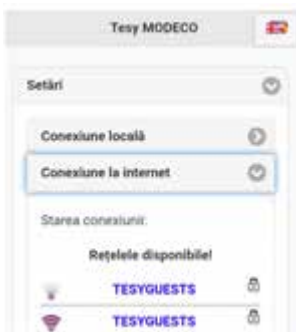 Tesy MODECO
Setări
Conexiune locală
Conexiune la internet
Starea conexiunii:
Rețelele disponibile!
TESYGUESTS
TESYGUESTS